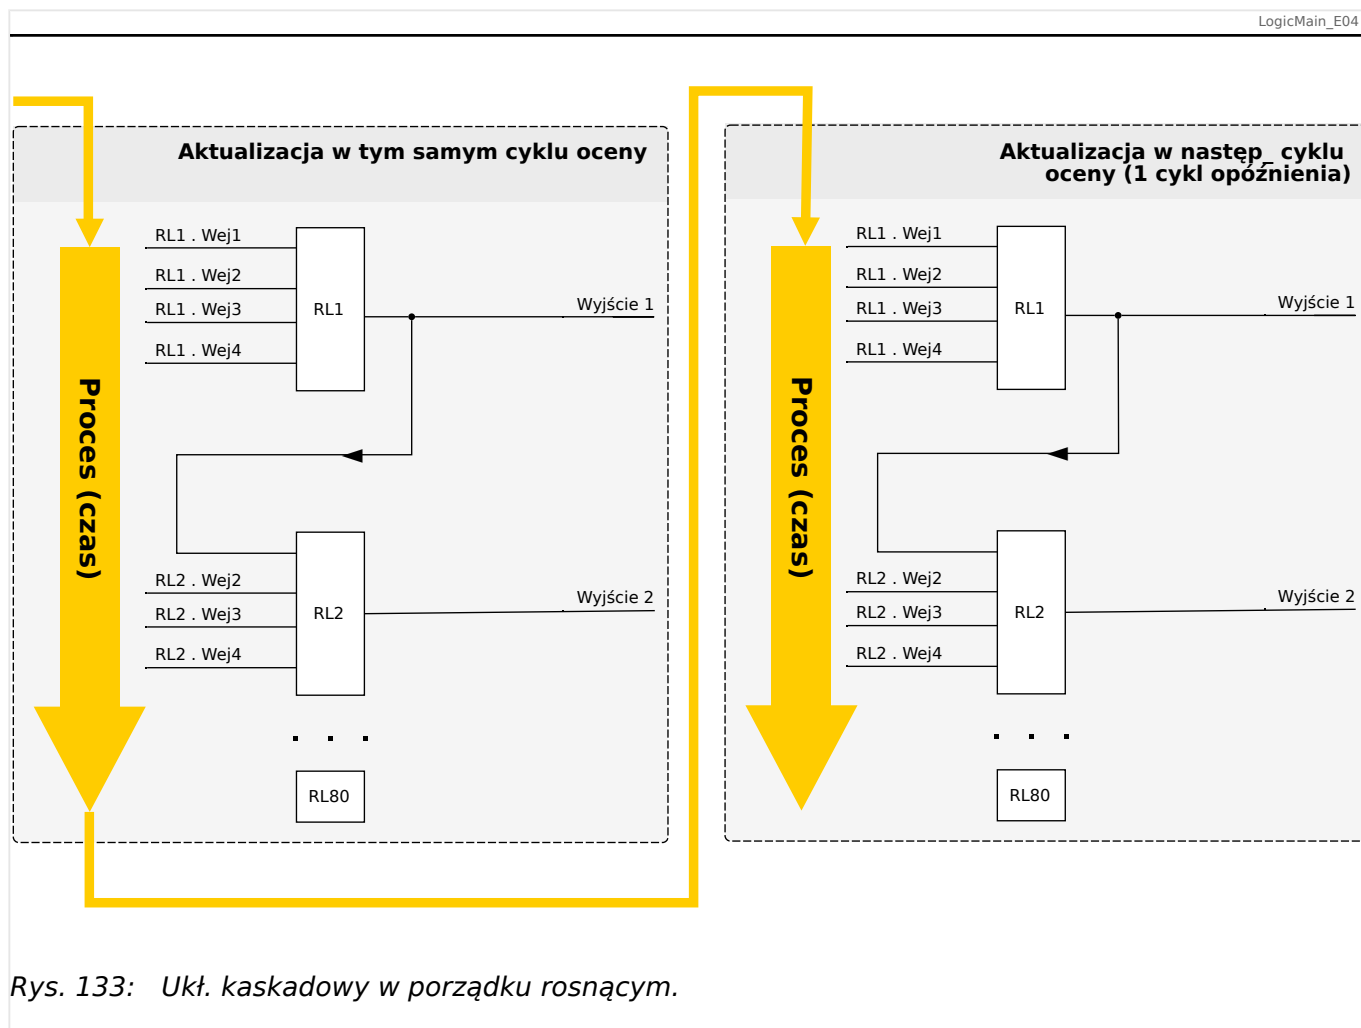 LogicMain_E04
Aktualizacja w tym samym cyklu oceny
RL1 . Wej1
RL1 . Wej2
RL1 . Wej3
RL1 . Wej4
RL1
Wyjście 1
Proces (czas)
RL2 . Wej2
RL2 . Wej3
RL2 . Wej4
RL2
Wyjście 2
. . .
RL80
Aktualizacja w następ_ cyklu
oceny (1 cykl opóźnienia)
RL1 . Wej1
RL1 . Wej2
RL1 . Wej3
RL1 . Wej4
RL1
Wyjście 1
Proces (czas)
RL2 . Wej2
RL2 . Wej3
RL2 . Wej4
RL2
Wyjście 2
. . .
RL80
Rys. 133: Ukł. kaskadowy w porządku rosnącym.